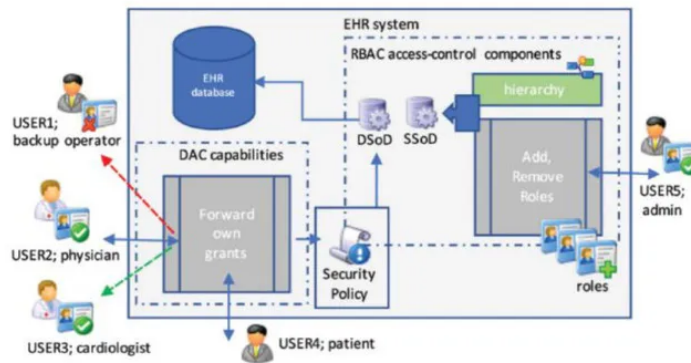 EHR system
RBAC access-control components
EHR
database
hierarchy
USER1;
backup operator
DSoD
SSoD
DAC capabilities
Add,
Remove
Roles
Forward
own
grants
USER5;
admin
USER2; physician
Security
Policy
roles
USER3; cardiologist
USER4; patient